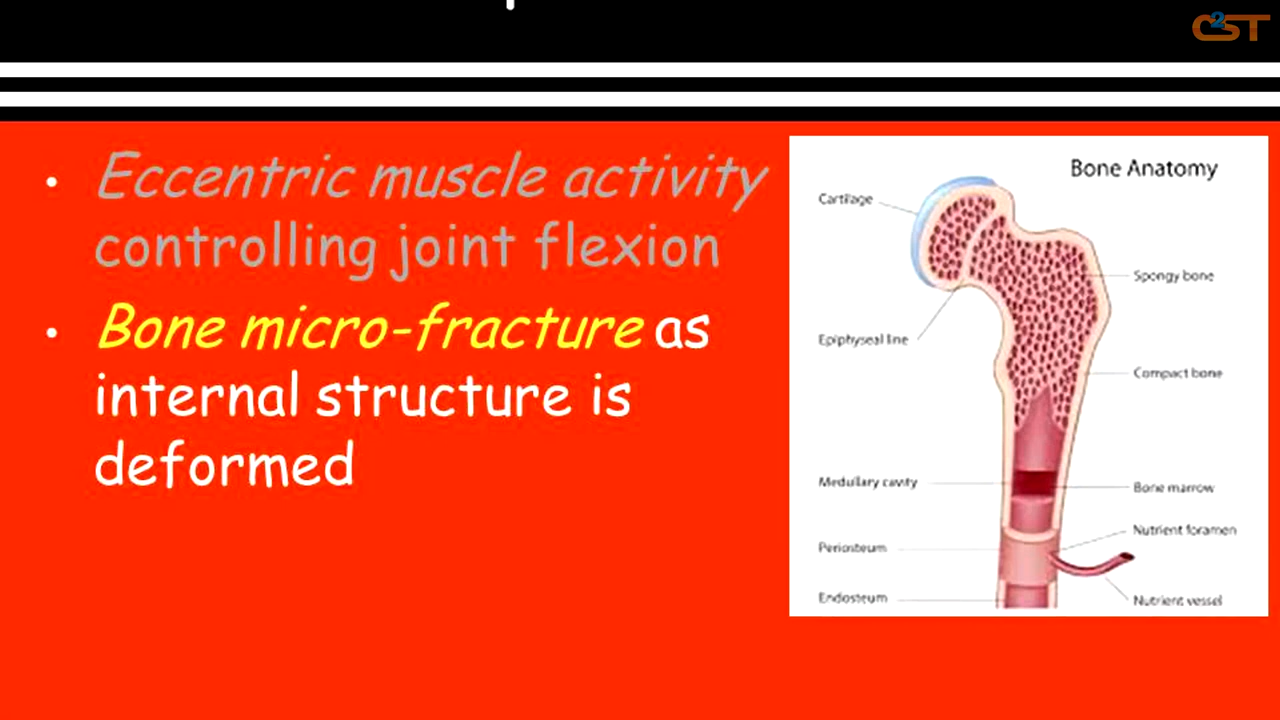 C2ST
• Eccentric muscle activity
controlling joint flexion
• Bone micro-fracture as
internal structure is
deformed
Bone Anatomy
Cartilage
Spongy bone
Epiphyseal line
Compact bone
Medullary cavity
Bone marrow
Nutrient foramen
Periosteum
Endosteum
Nutrient vessel